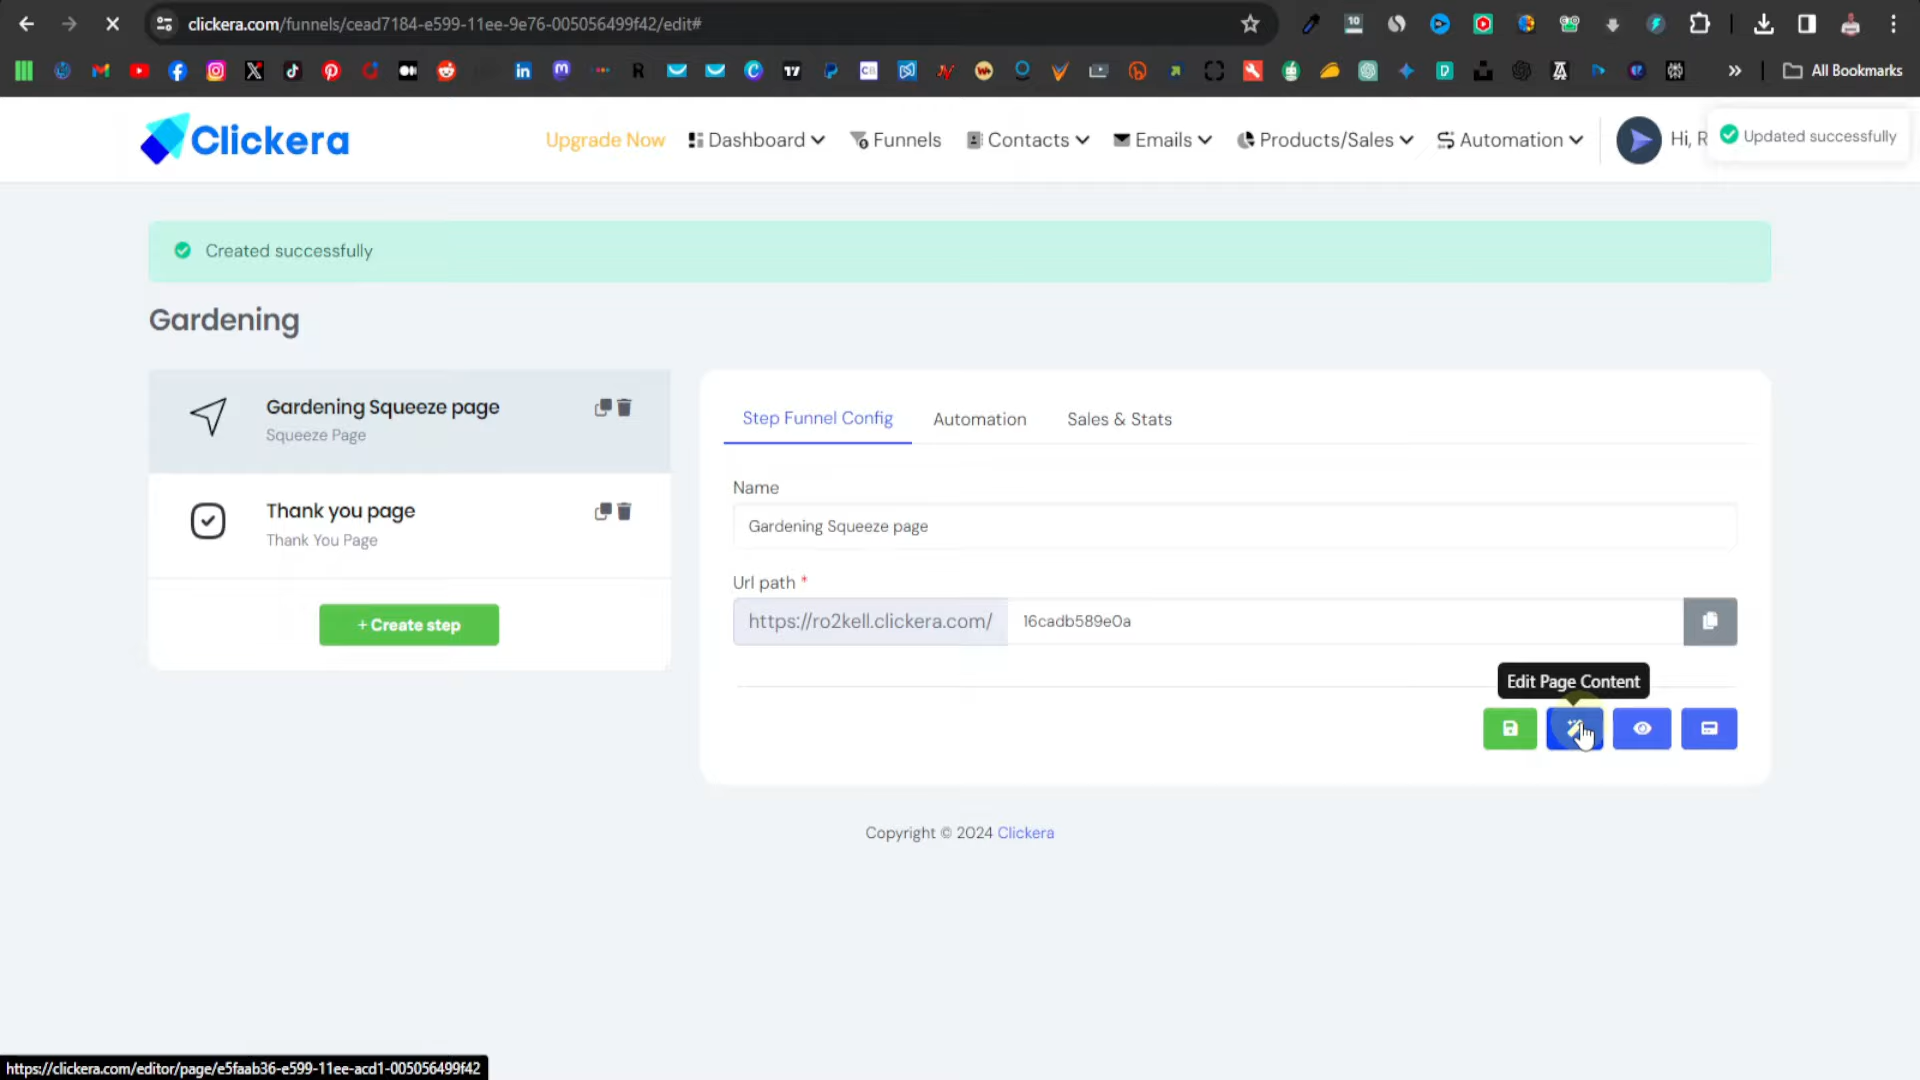 clickera.com/funnels/cead7184-e599-11ee-9e76-005056499f42/edit#
All Bookmarks
Clickera
Upgrade Now
Dashboard
Funnels
Contacts
Emails
Products/Sales
Automation
Hi, R
Updated successfully
Created successfully
Gardening
Gardening Squeeze page
Squeeze Page
Thank you page
Thank You Page
+ Create step
Step Funnel Config
Automation
Sales & Stats
Name
Gardening Squeeze page
Url path *
https://ro2kell.clickera.com/
16cadb589e0a
Edit Page Content
Copyright © 2024 Clickera
https://clickera.com/editor/page/e5faab36-e599-11ee-acd1-005056499f42